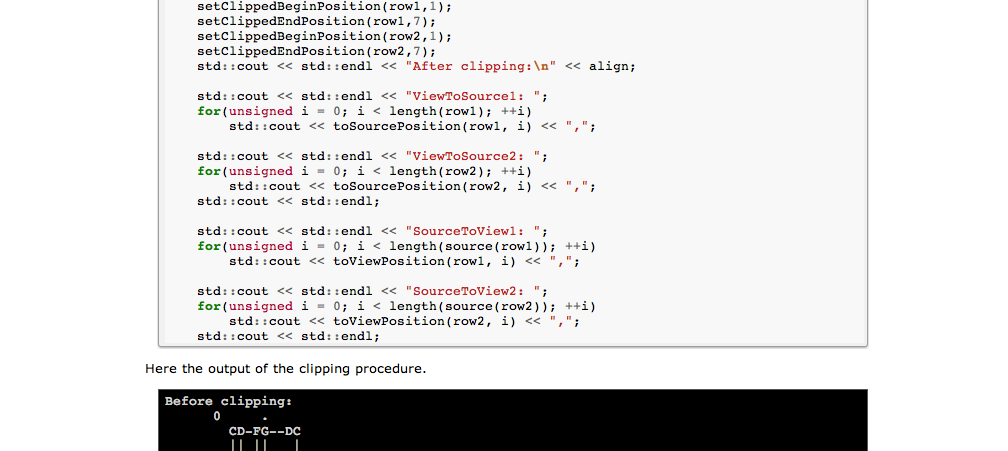 setClippedBeginPosition(row1,1);
setClippedEndPosition(row1,7);
setClippedBeginPosition(row2,1);
setClippedEndPosition(row2,7);
std::cout << std::endl << "After clipping:\n" << align;
std::cout << std::endl << "ViewToSource1: ";
for(unsigned i = 0; i < length(row1); ++i)
std::cout << toSourcePosition(row1, i) << ",";
std::cout << std::endl << "ViewToSource2: ";
for(unsigned i = 0; i < length(row2); ++i)
std::cout << toSourcePosition(row2, i) << ",";
std::cout << std::endl;
std::cout << std::endl << "SourceToView1: ";
for(unsigned i = 0; i < length(source(row1)); ++i)
std::cout << toViewPosition(row1, i) << ",";
std::cout << std::endl << "SourceToView2: ";
for(unsigned i = 0; i < length(source(row2)); ++i)
std::cout << toViewPosition(row2, i) << ",";
std::cout << std::endl;
Here the output of the clipping procedure.
Before clipping:
0 .
CD-FG--DC
|| || |